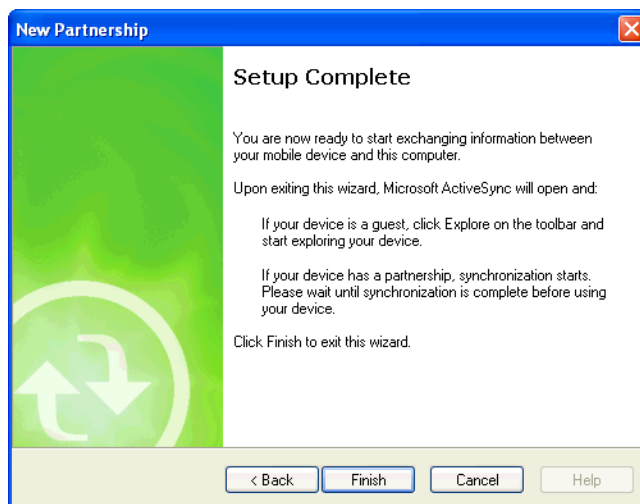 New Partnership
Setup Complete
You are now ready to start exchanging information between
your mobile device and this computer.
Upon exiting this wizard, Microsoft ActiveSync will open and:
If your device is a guest, click Explore on the toolbar and
start exploring your device.
If your device has a partnership, synchronization starts.
Please wait until synchronization is complete before using
your device.
Click Finish to exit this wizard.
< Back Finish Cancel Help